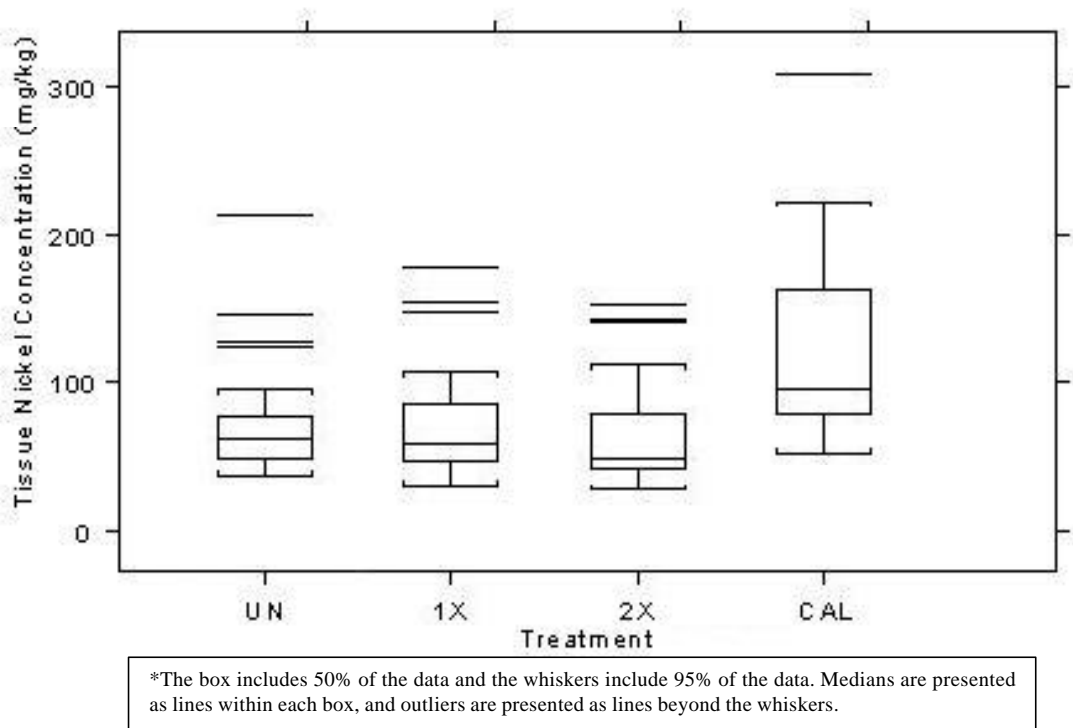 Tissue Nickel Concentration (mg/kg)
300
200
100
0
UN 1X 2X CAL
Treatment
*The box includes 50% of the data and the whiskers include 95% of the data. Medians are presented
as lines within each box, and outliers are presented as lines beyond the whiskers.